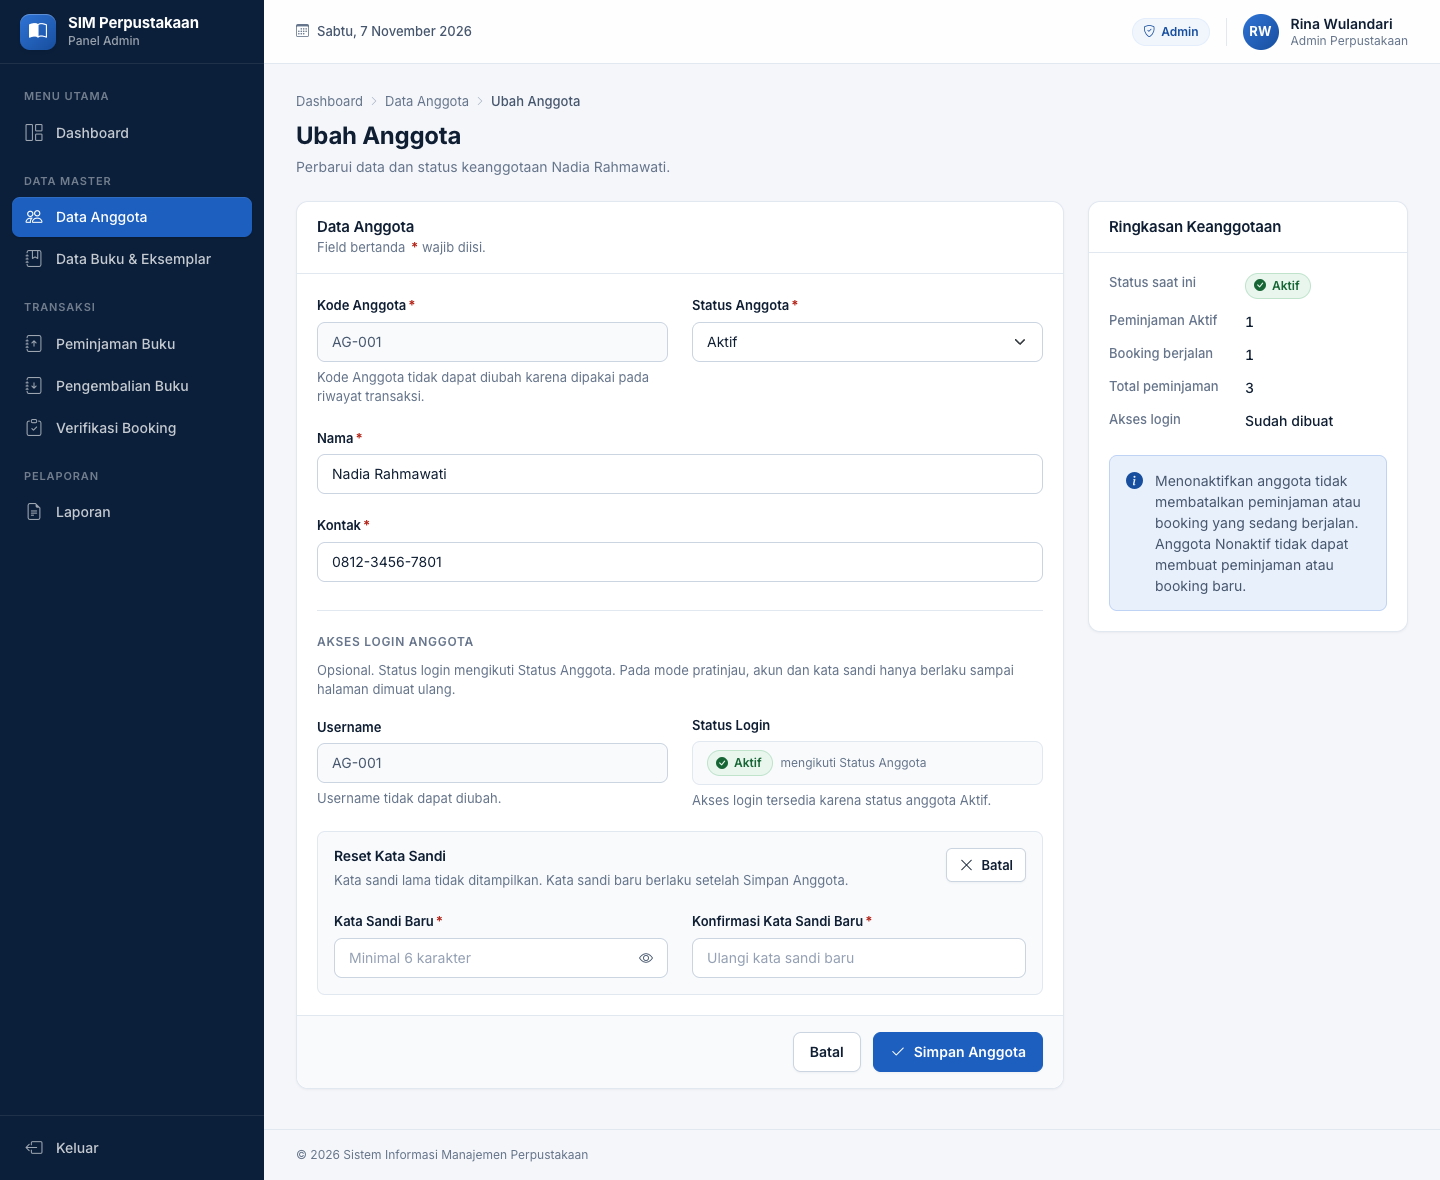 SIM Perpustakaan
Panel Admin
MENU UTAMA
Dashboard
DATA MASTER
Data Anggota
Data Buku & Eksemplar
TRANSAKSI
Peminjaman Buku
Pengembalian Buku
Verifikasi Booking
PELAPORAN
Laporan
Keluar
Sabtu, 7 November 2026
Admin
RW
Rina Wulandari
Admin Perpustakaan
Dashboard > Data Anggota > Ubah Anggota
Ubah Anggota
Perbarui data dan status keanggotaan Nadia Rahmawati.
Data Anggota
Field bertanda * wajib diisi.
Kode Anggota *
AG-001
Kode Anggota tidak dapat diubah karena dipakai pada
riwayat transaksi.
Status Anggota *
Aktif
Nama *
Nadia Rahmawati
Kontak *
0812-3456-7801
AKSES LOGIN ANGGOTA
Opsional. Status login mengikuti Status Anggota. Pada mode pratinjau, akun dan kata sandi hanya berlaku sampai
halaman dimuat ulang.
Username
AG-001
Username tidak dapat diubah.
Status Login
Aktif mengikuti Status Anggota
Akses login tersedia karena status anggota Aktif.
Reset Kata Sandi
Kata sandi lama tidak ditampilkan. Kata sandi baru berlaku setelah Simpan Anggota.
Batal
Kata Sandi Baru *
Minimal 6 karakter
Konfirmasi Kata Sandi Baru *
Ulangi kata sandi baru
Batal
Simpan Anggota
Ringkasan Keanggotaan
Status saat ini Aktif
Peminjaman Aktif 1
Booking berjalan 1
Total peminjaman 3
Akses login Sudah dibuat
Menonaktifkan anggota tidak
membatalkan peminjaman atau
booking yang sedang berjalan.
Anggota Nonaktif tidak dapat
membuat peminjaman atau
booking baru.
© 2026 Sistem Informasi Manajemen Perpustakaan